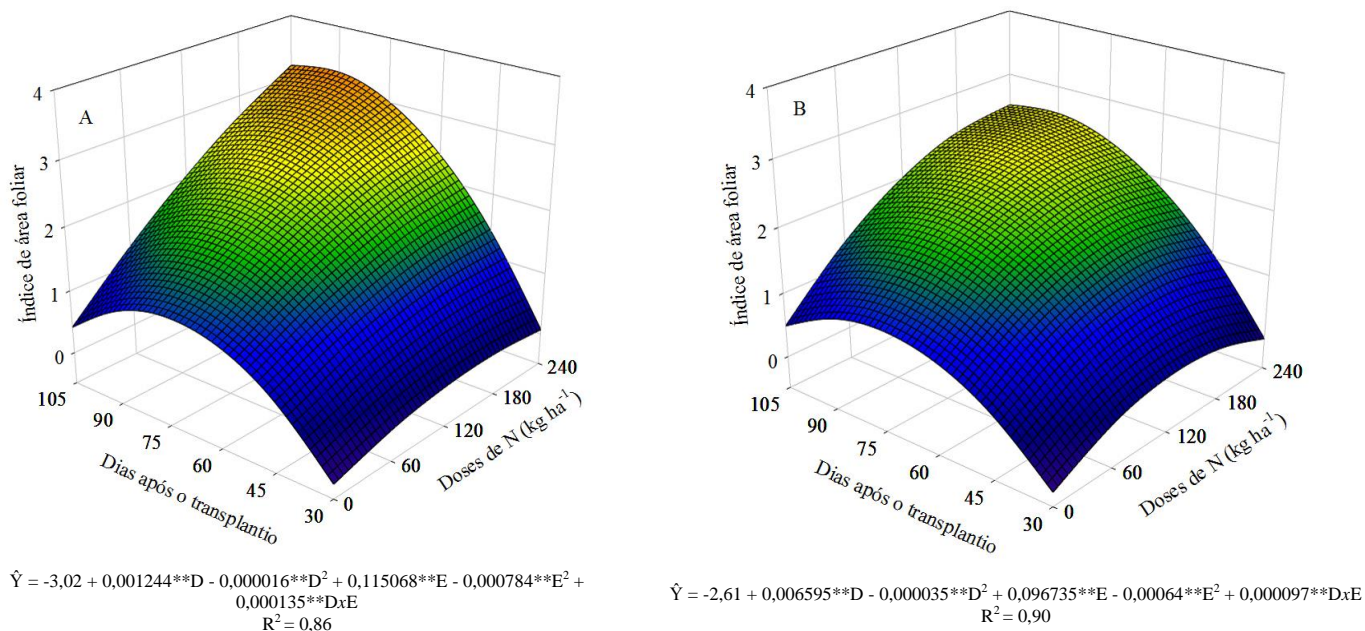 A
Índice de área foliar
4
3
2
1
0
105
90
75
60
45
30
Dias após o transplantio
0
60
120
180
240
Doses de N (kg ha⁻¹)
Ŷ = -3,02 + 0,001244**D - 0,000016**D² + 0,115068**E - 0,000784**E² +
0,000135**DxE
R² = 0,86
B
Índice de área foliar
4
3
2
1
0
105
90
75
60
45
30
Dias após o transplantio
0
60
120
180
240
Doses de N (kg ha⁻¹)
Ŷ = -2,61 + 0,006595**D - 0,000035**D² + 0,096735**E - 0,00064**E² + 0,000097**DxE
R² = 0,90